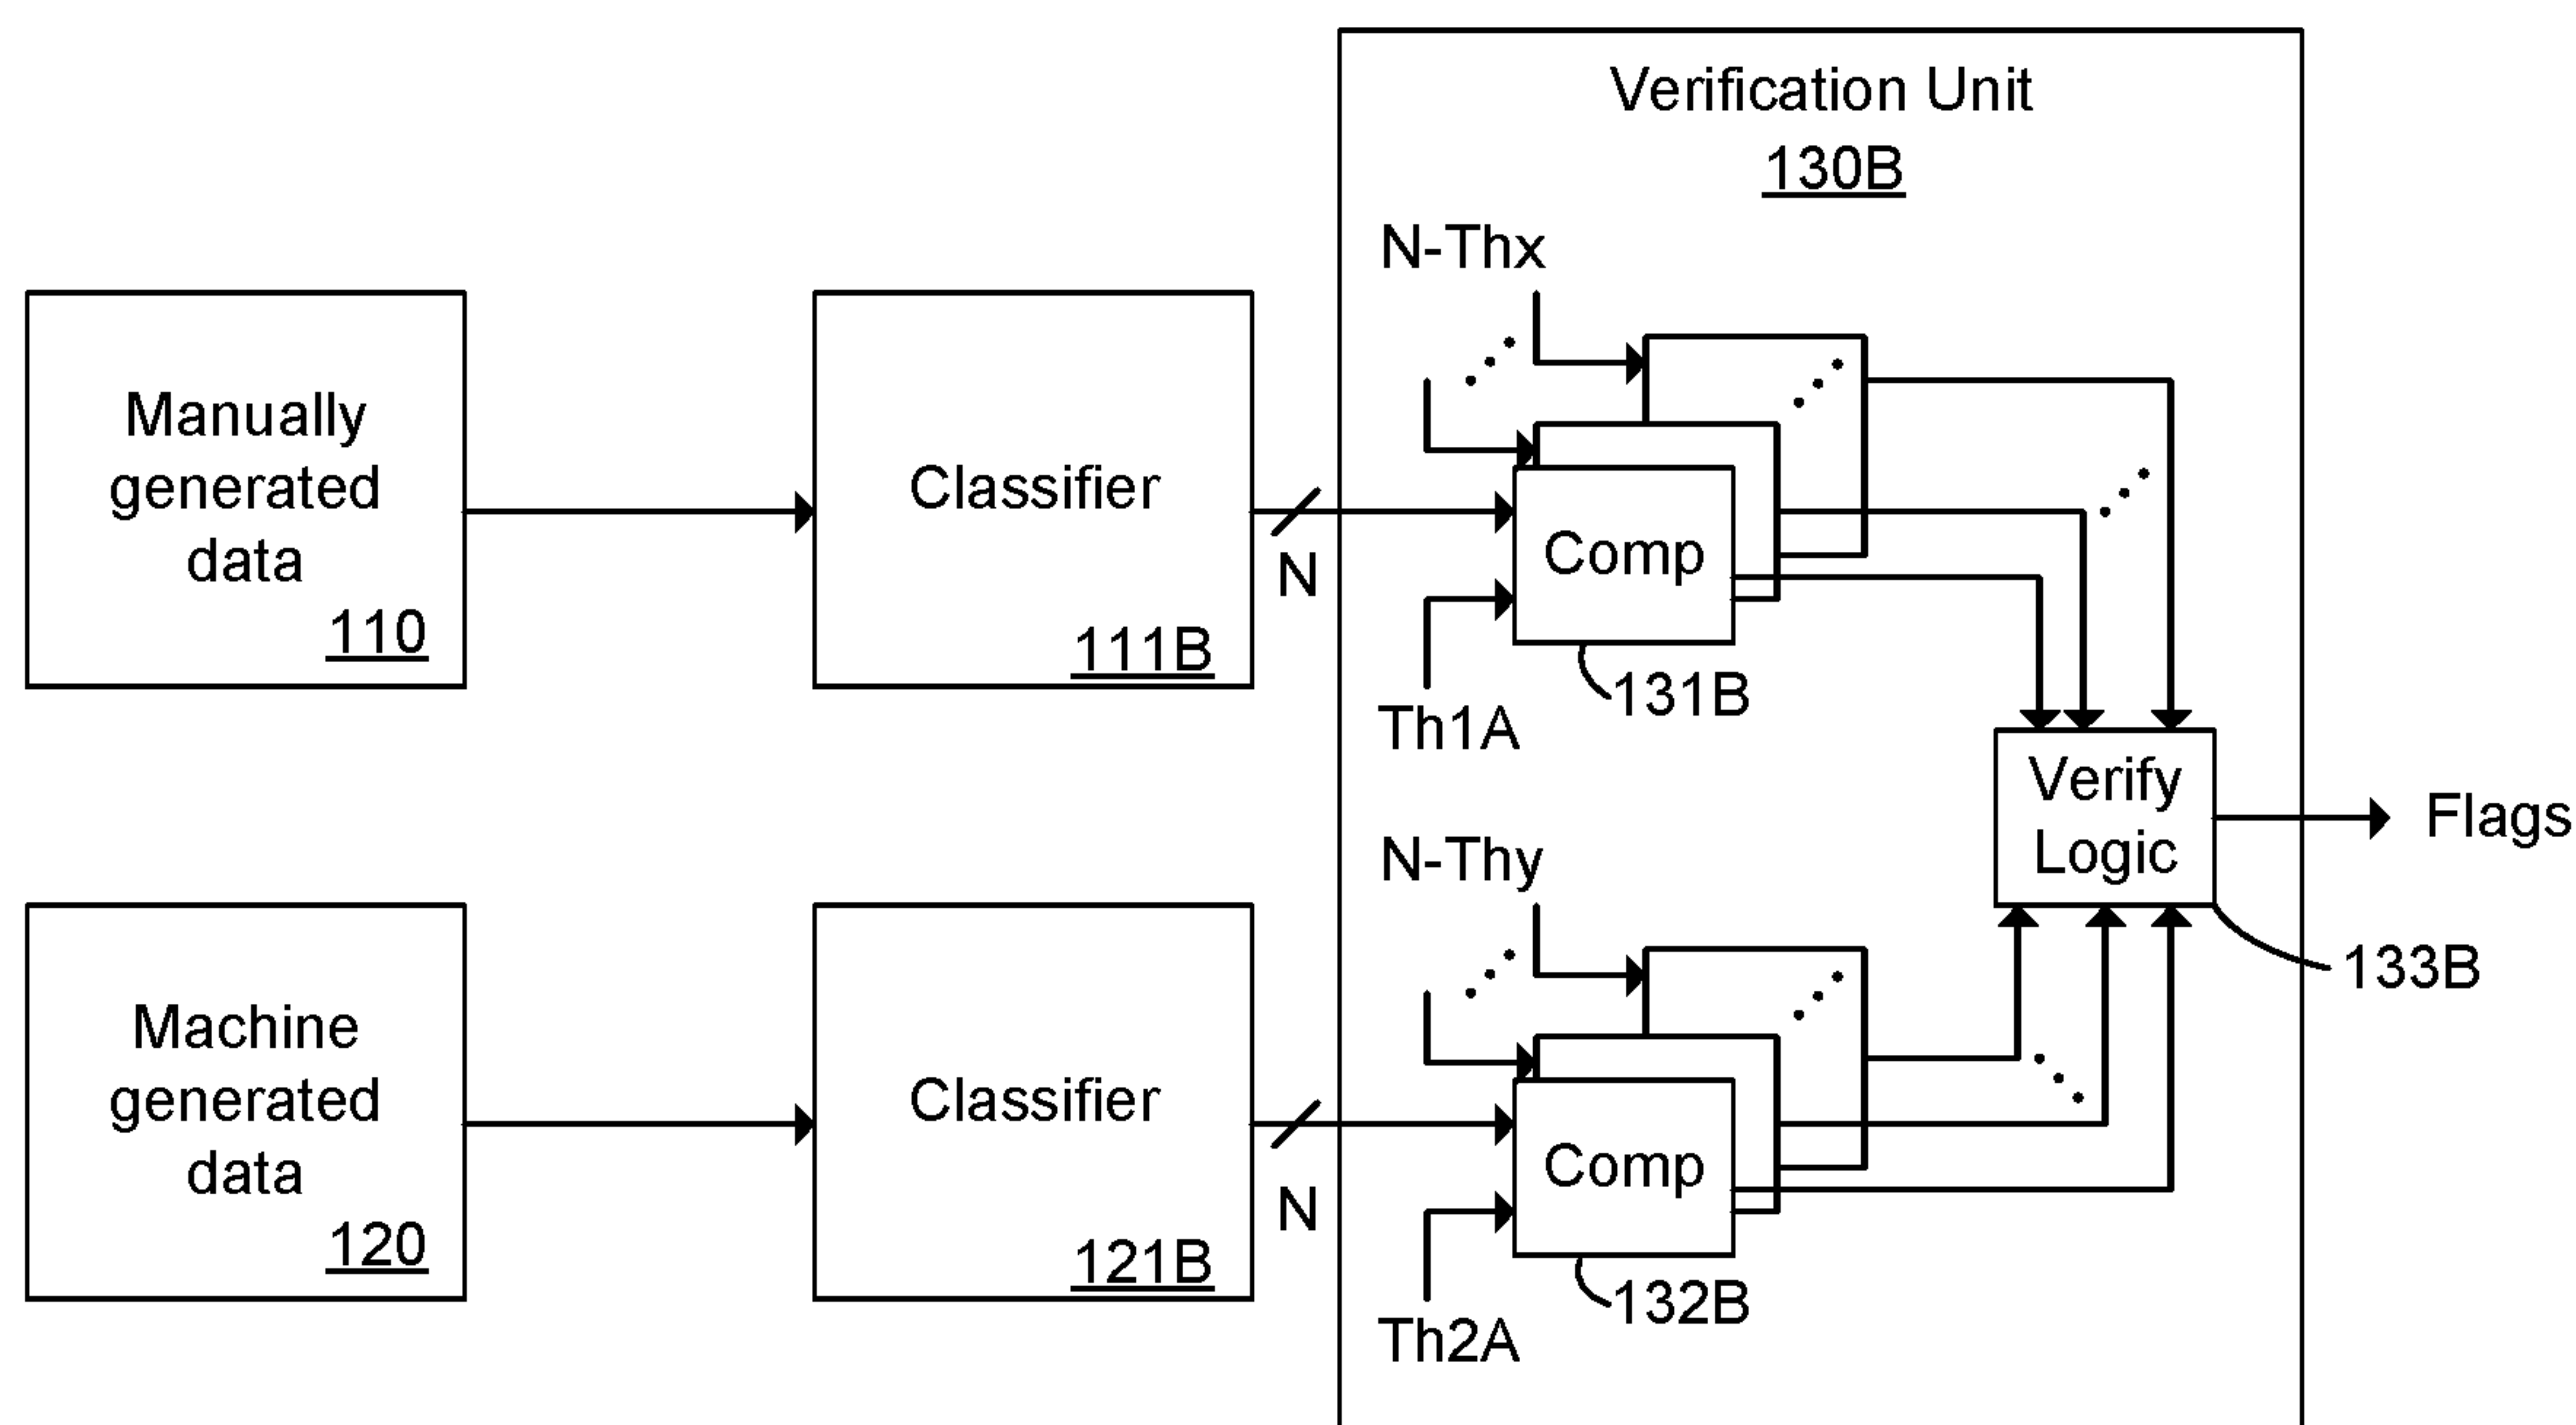 Verification Unit
130B
N-Thx
Manually
generated
data
110
Classifier
111B
N
Comp
131B
Th1A
Verify
Logic
Flags
133B
N-Thy
Machine
generated
data
120
Classifier
121B
N
Comp
132B
Th2A